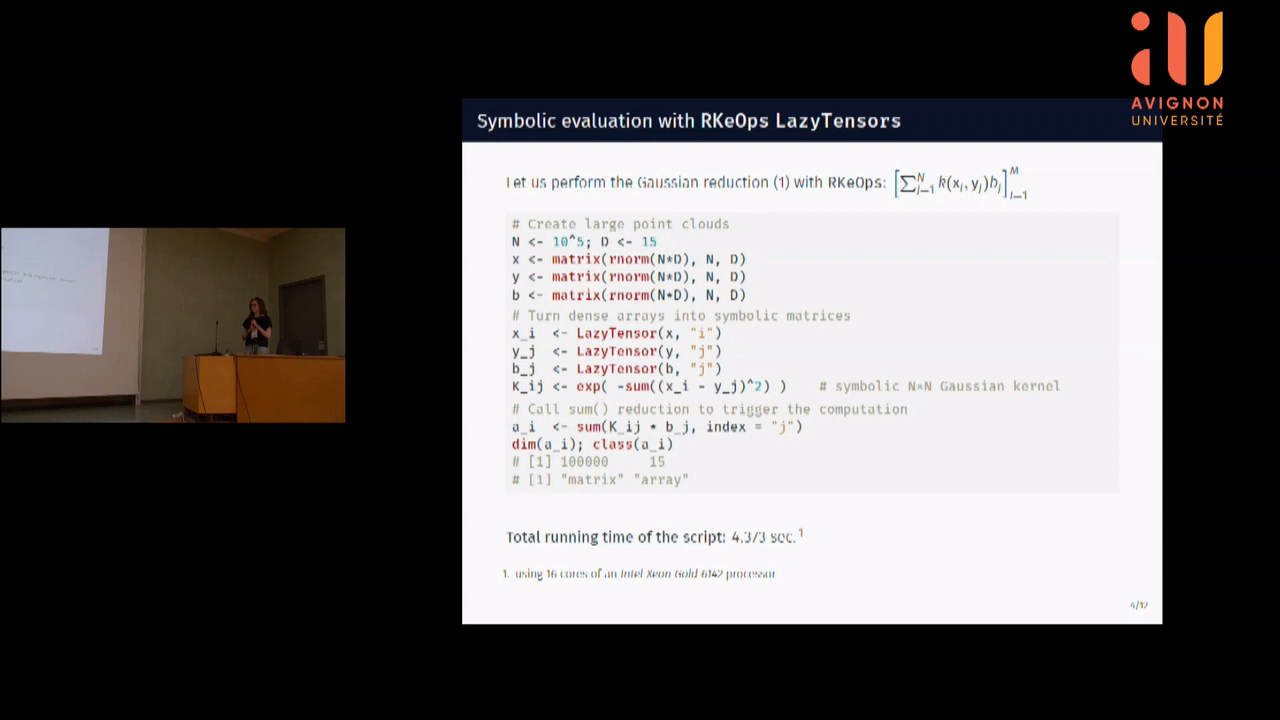 AVIGNON
UNIVERSITÉ
Symbolic evaluation with RKeOps LazyTensors
Let us perform the Gaussian reduction (1) with RKeOps: [∑_{j=1}^{N} k(x_i, y_j)b_j]_{i=1}^{M}
# Create large point clouds
N <- 10^5; D <- 15
x <- matrix(rnorm(N*D), N, D)
y <- matrix(rnorm(N*D), N, D)
b <- matrix(rnorm(N*D), N, D)
# Turn dense arrays into symbolic matrices
x_i <- LazyTensor(x, "i")
y_j <- LazyTensor(y, "j")
b_j <- LazyTensor(b, "j")
K_ij <- exp( -sum((x_i - y_j)^2) ) # symbolic N*N Gaussian kernel
# Call sum() reduction to trigger the computation
a_i <- sum(K_ij * b_j, index = "j")
dim(a_i); class(a_i)
# [1] 100000 15
# [1] "matrix" "array"
Total running time of the script: 4.373 sec.1
1. using 16 cores of an Intel Xeon Gold 6142 processor
4/12